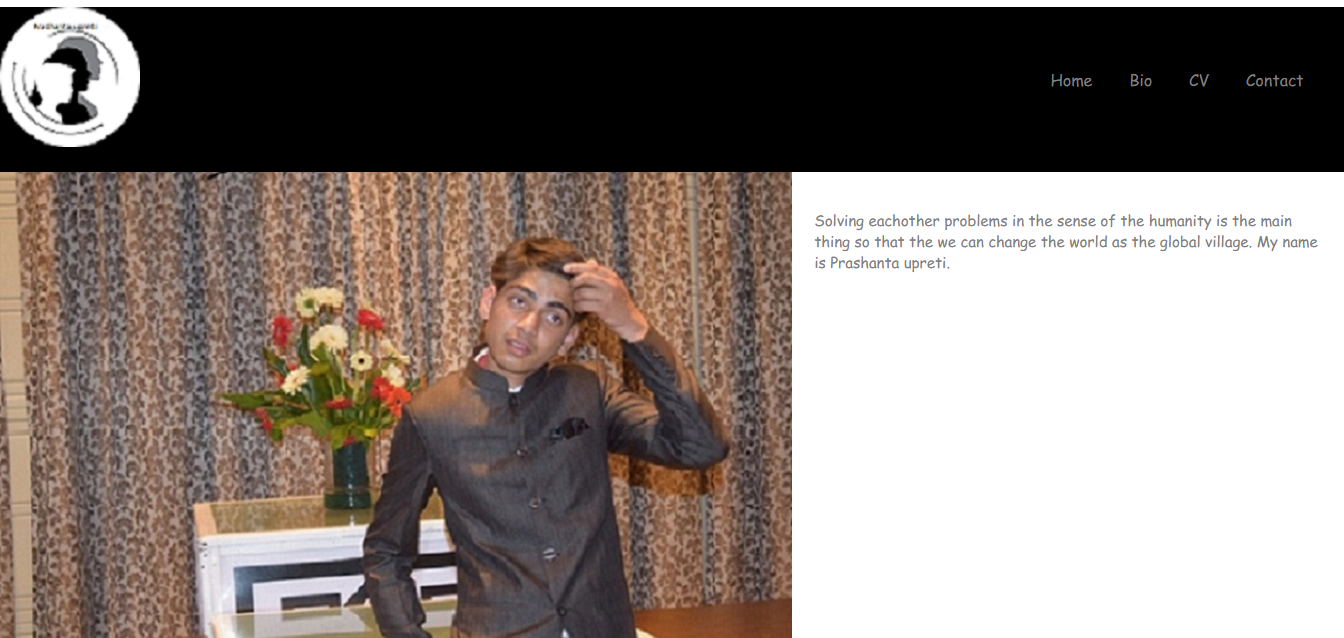 Home Bio CV Contact
Solving eachother problems in the sense of the humanity is the main
thing so that the we can change the world as the global village. My name
is Prashanta upreti.